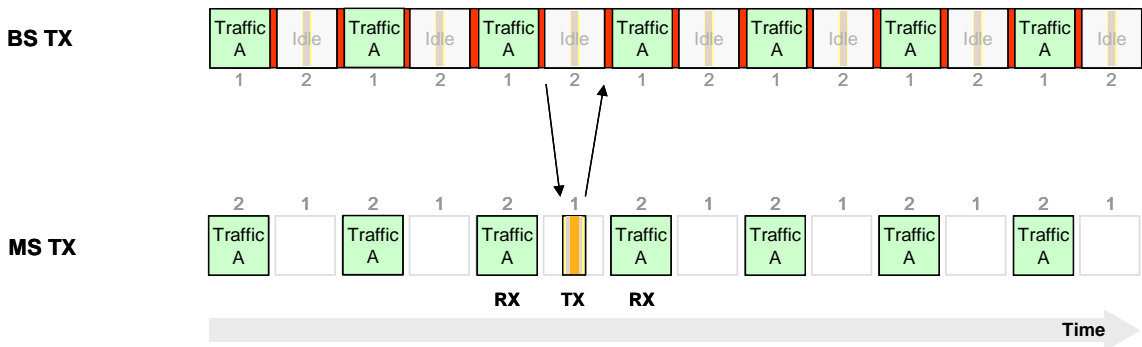 BS TX
Traffic A Idle Traffic A Idle Traffic A Idle Traffic A Idle Traffic A Idle Traffic A Idle Traffic A Idle
1 2 1 2 1 2 1 2 1 2 1 2 1 2
2 1 2 1 2 1 2 1 2 1 2 1 2 1
MS TX
Traffic A Traffic A Traffic A Traffic A Traffic A Traffic A Traffic A
RX TX RX
Time